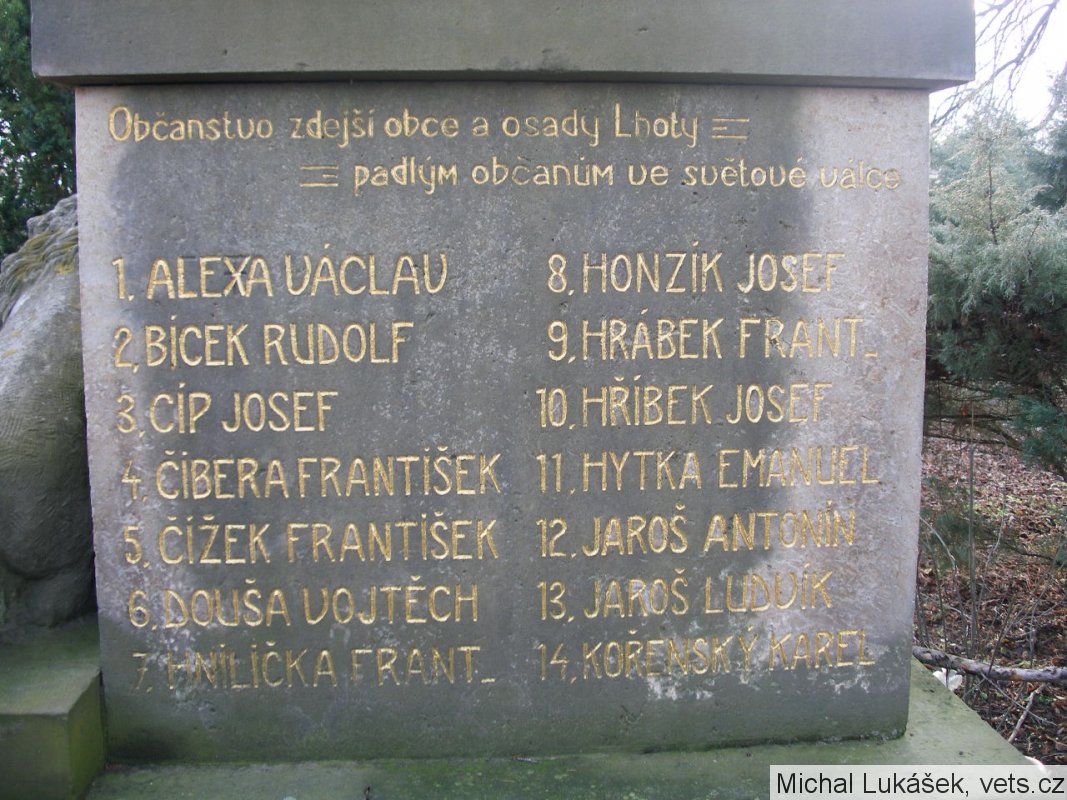 Občanstvo zdejší obce a osady Lhoty =
= padlým občanům ve světové válce
1. ALEXA VÁCLAV
2. BÍCEK RUDOLF
3. CÍP JOSEF
4. ČÍBERA FRANTIŠEK
5. ČÍŽEK FRANTIŠEK
6. DOUŠA VOJTĚCH
7. HNILIČKA FRANT.
8. HONZÍK JOSEF
9. HRÁBEK FRANT.
10. HŘÍBEK JOSEF
11. HYTKA EMANUEL
12. JAROŠ ANTONÍN
13. JAROŠ LUDVÍK
14. KOŘENSKÝ KAREL
Michal Lukášek, vets.cz